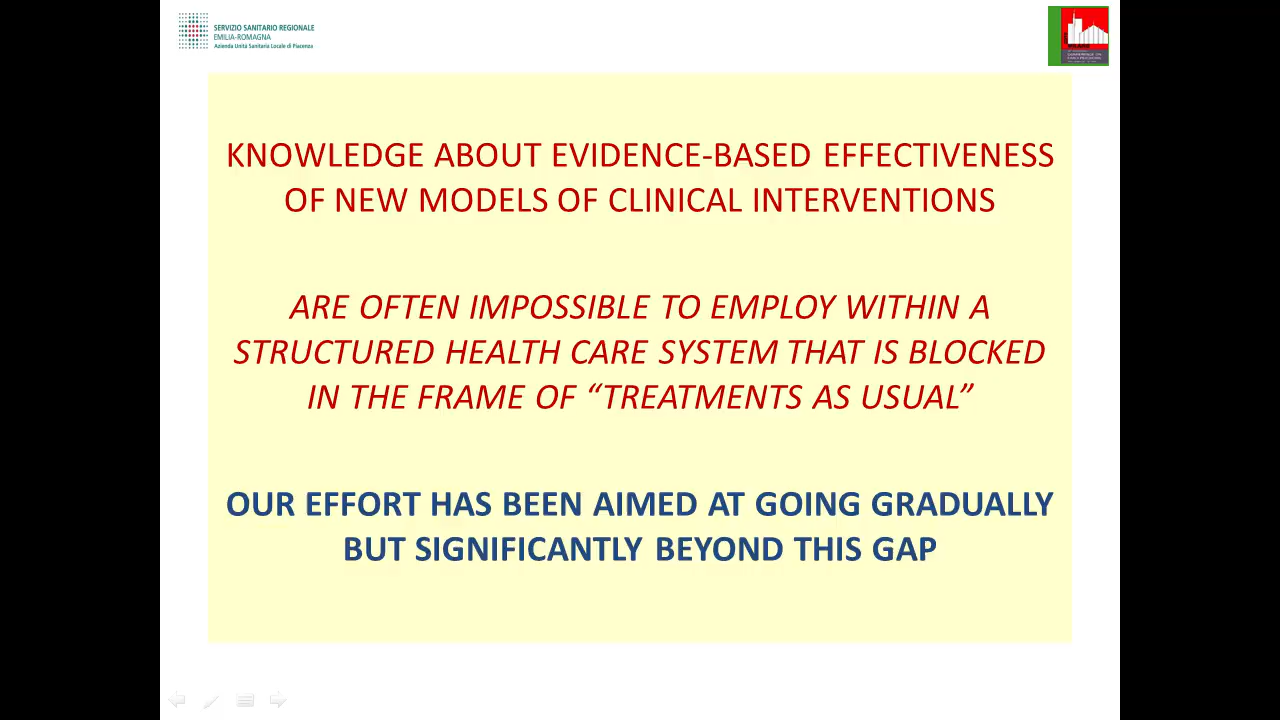 SERVIZIO SANITARIO REGIONALE
EMILIA-ROMAGNA
Azienda Unità Sanitaria Locale di Piacenza
KNOWLEDGE ABOUT EVIDENCE-BASED EFFECTIVENESS
OF NEW MODELS OF CLINICAL INTERVENTIONS
ARE OFTEN IMPOSSIBLE TO EMPLOY WITHIN A
STRUCTURED HEALTH CARE SYSTEM THAT IS BLOCKED
IN THE FRAME OF “TREATMENTS AS USUAL”
OUR EFFORT HAS BEEN AIMED AT GOING GRADUALLY
BUT SIGNIFICANTLY BEYOND THIS GAP